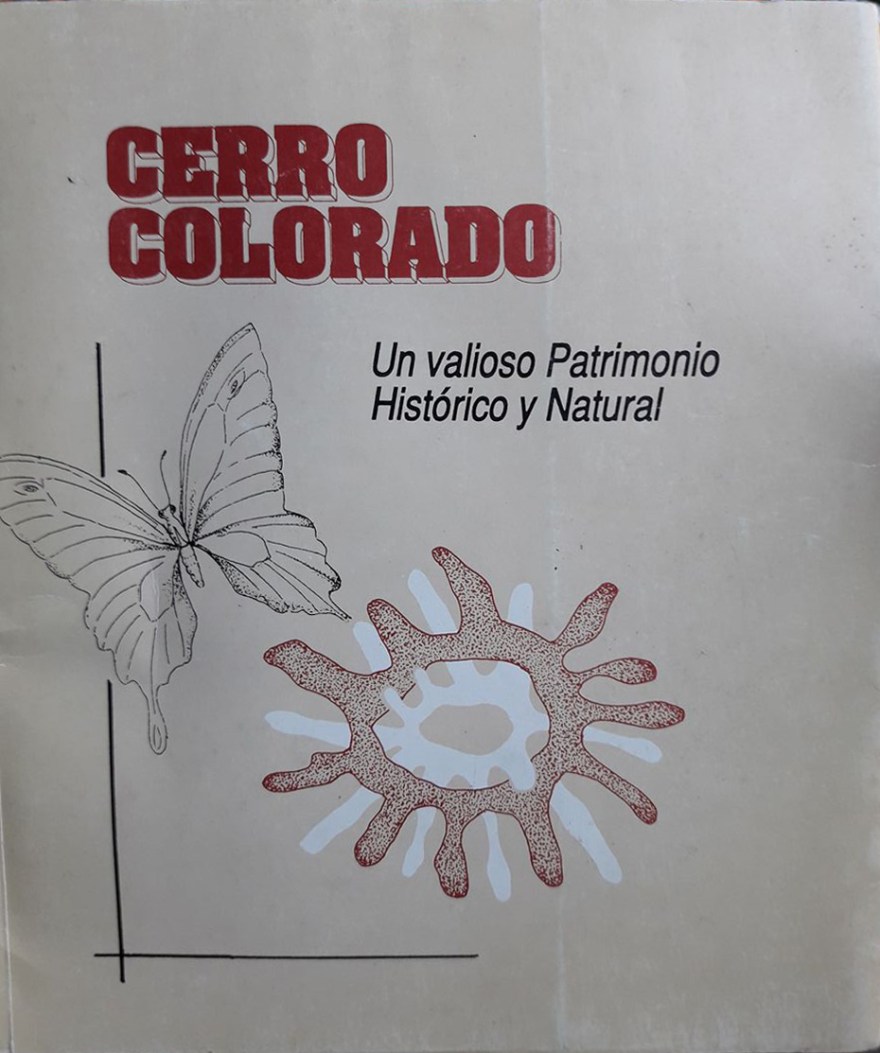 CERRO
COLORADO
Un valioso Patrimonio
Histórico y Natural